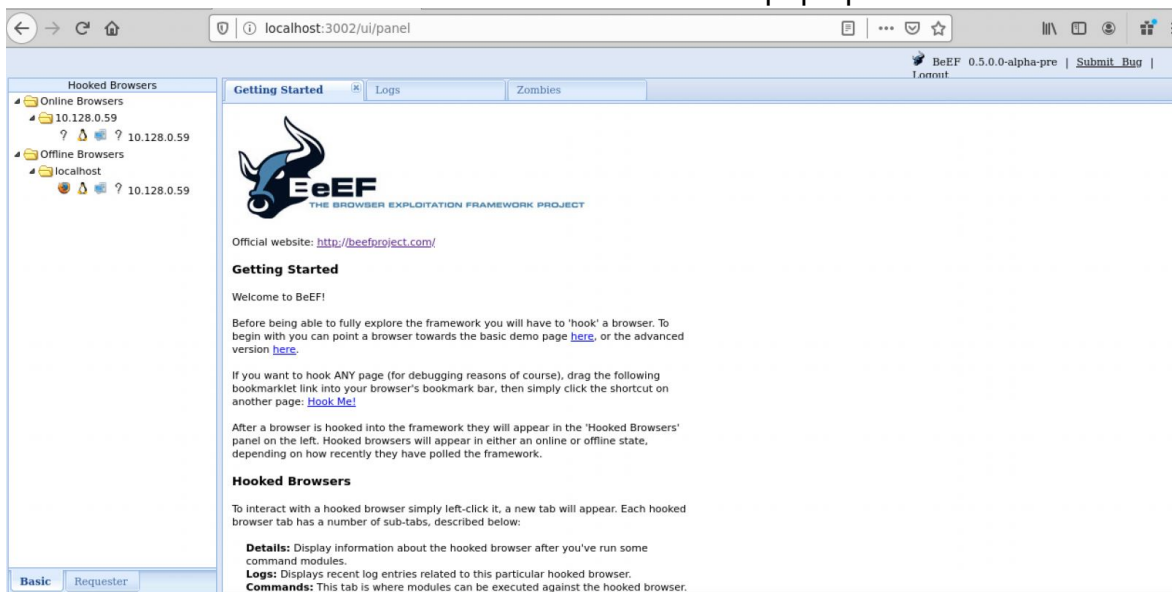 localhost:3002/ui/panel
BeEF 0.5.0.0-alpha-pre | Submit Bug |
Logout
Hooked Browsers
Online Browsers
10.128.0.59
? ? 10.128.0.59
Offline Browsers
localhost
? 10.128.0.59
Basic Requester
Getting Started Logs Zombies
BeEF
THE BROWSER EXPLOITATION FRAMEWORK PROJECT
Official website: http://beefproject.com/
Getting Started
Welcome to BeEF!
Before being able to fully explore the framework you will have to 'hook' a browser. To
begin with you can point a browser towards the basic demo page here, or the advanced
version here.
If you want to hook ANY page (for debugging reasons of course), drag the following
bookmarklet link into your browser's bookmark bar, then simply click the shortcut on
another page: Hook Me!
After a browser is hooked into the framework they will appear in the 'Hooked Browsers'
panel on the left. Hooked browsers will appear in either an online or offline state,
depending on how recently they have polled the framework.
Hooked Browsers
To interact with a hooked browser simply left-click it, a new tab will appear. Each hooked
browser tab has a number of sub-tabs, described below:
Details: Display information about the hooked browser after you've run some
command modules.
Logs: Displays recent log entries related to this particular hooked browser.
Commands: This tab is where modules can be executed against the hooked browser.